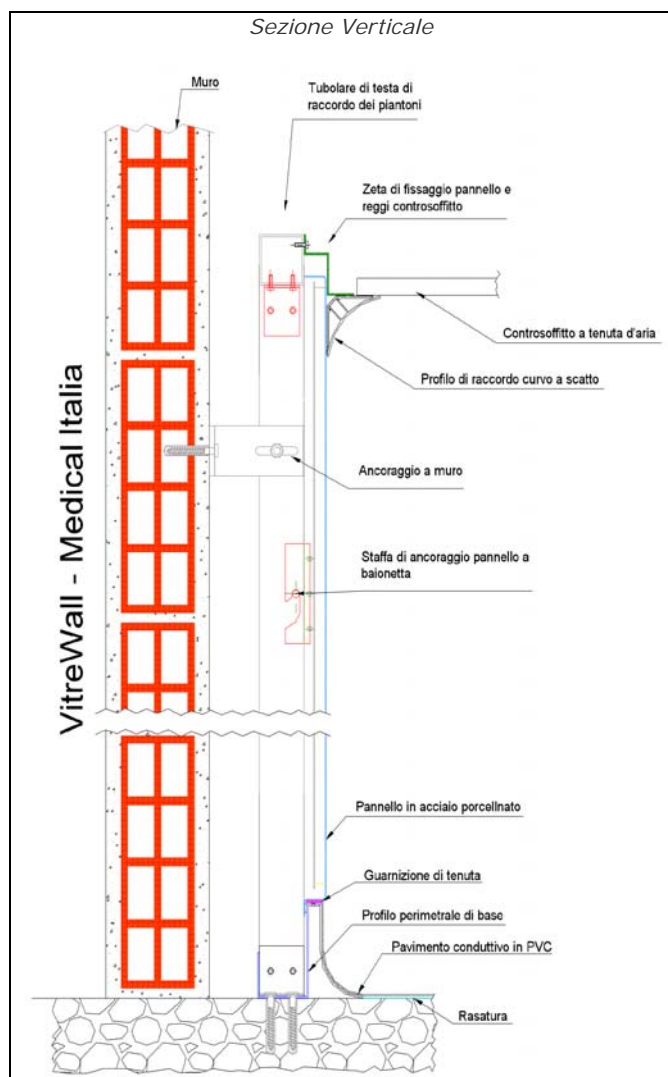 Sezione Verticale
Muro
Tubolare di testa di
raccordo dei piantoni
Zeta di fissaggio pannello e
reggi controsoffitto
Controsoffitto a tenuta d'aria
Profilo di raccordo curvo a scatto
VitreWall - Medical Italia
Ancoraggio a muro
Staffa di ancoraggio pannello a
baionetta
Pannello in acciaio porcellnato
Guarnizione di tenuta
Profilo perimetrale di base
Pavimento conduttivo in PVC
Rasatura